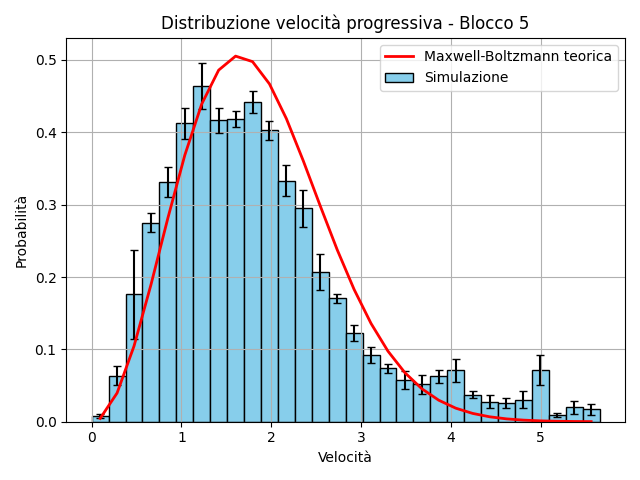 Distribuzione velocità progressiva - Blocco 5
Maxwell-Boltzmann teorica
Simulazione
Probabilità
0.5
0.4
0.3
0.2
0.1
0.0
0 1 2 3 4 5
Velocità